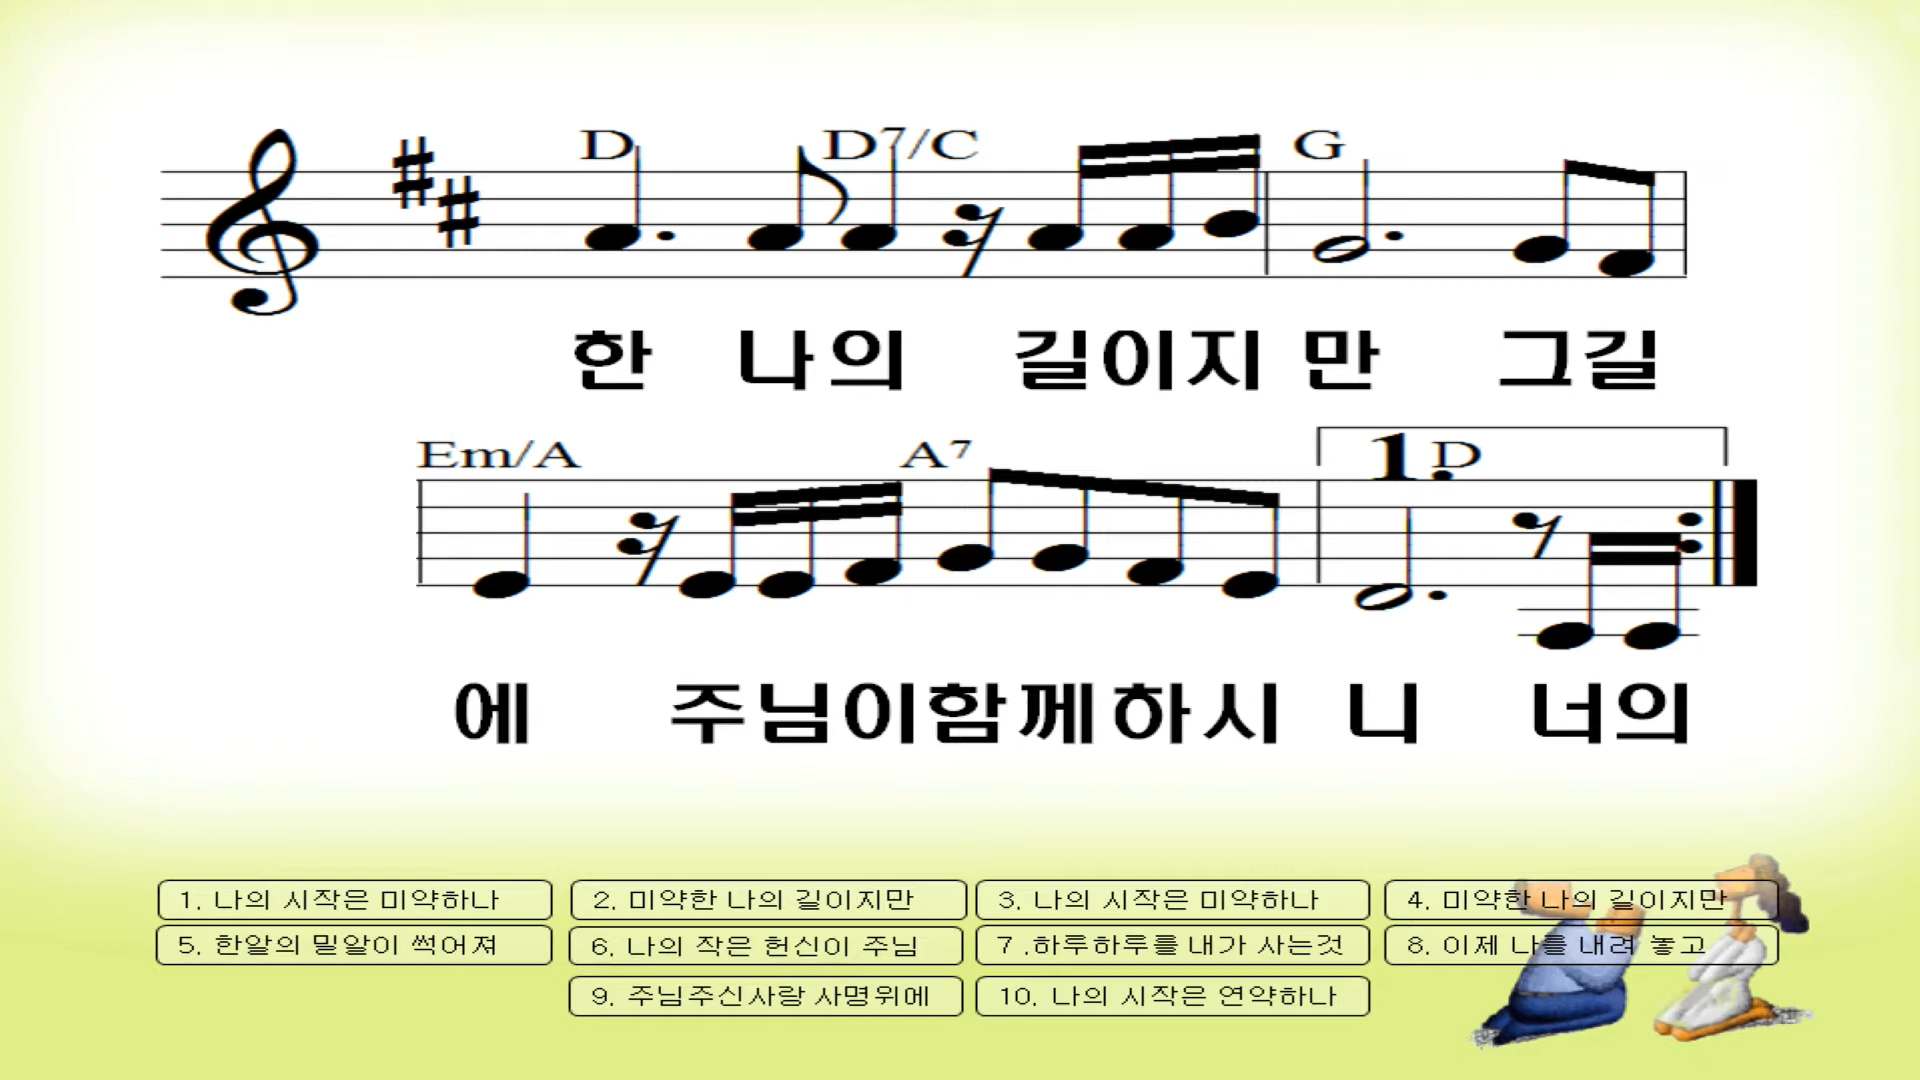 D D7/C G
한 나의 길이지 만 그길
Em/A A7 1. D
에 주님이함께하시 니 너의
1. 나의 시작은 미약하나 2. 미약한 나의 길이지만 3. 나의 시작은 미약하나 4. 미약한 나의 길이지만
5. 한알의 밀알이 썩어져 6. 나의 작은 헌신이 주님 7 .하루하루를 내가 사는것 8. 이제 나를 내려 놓고
9. 주님주신사랑 사명위에 10. 나의 시작은 연약하나